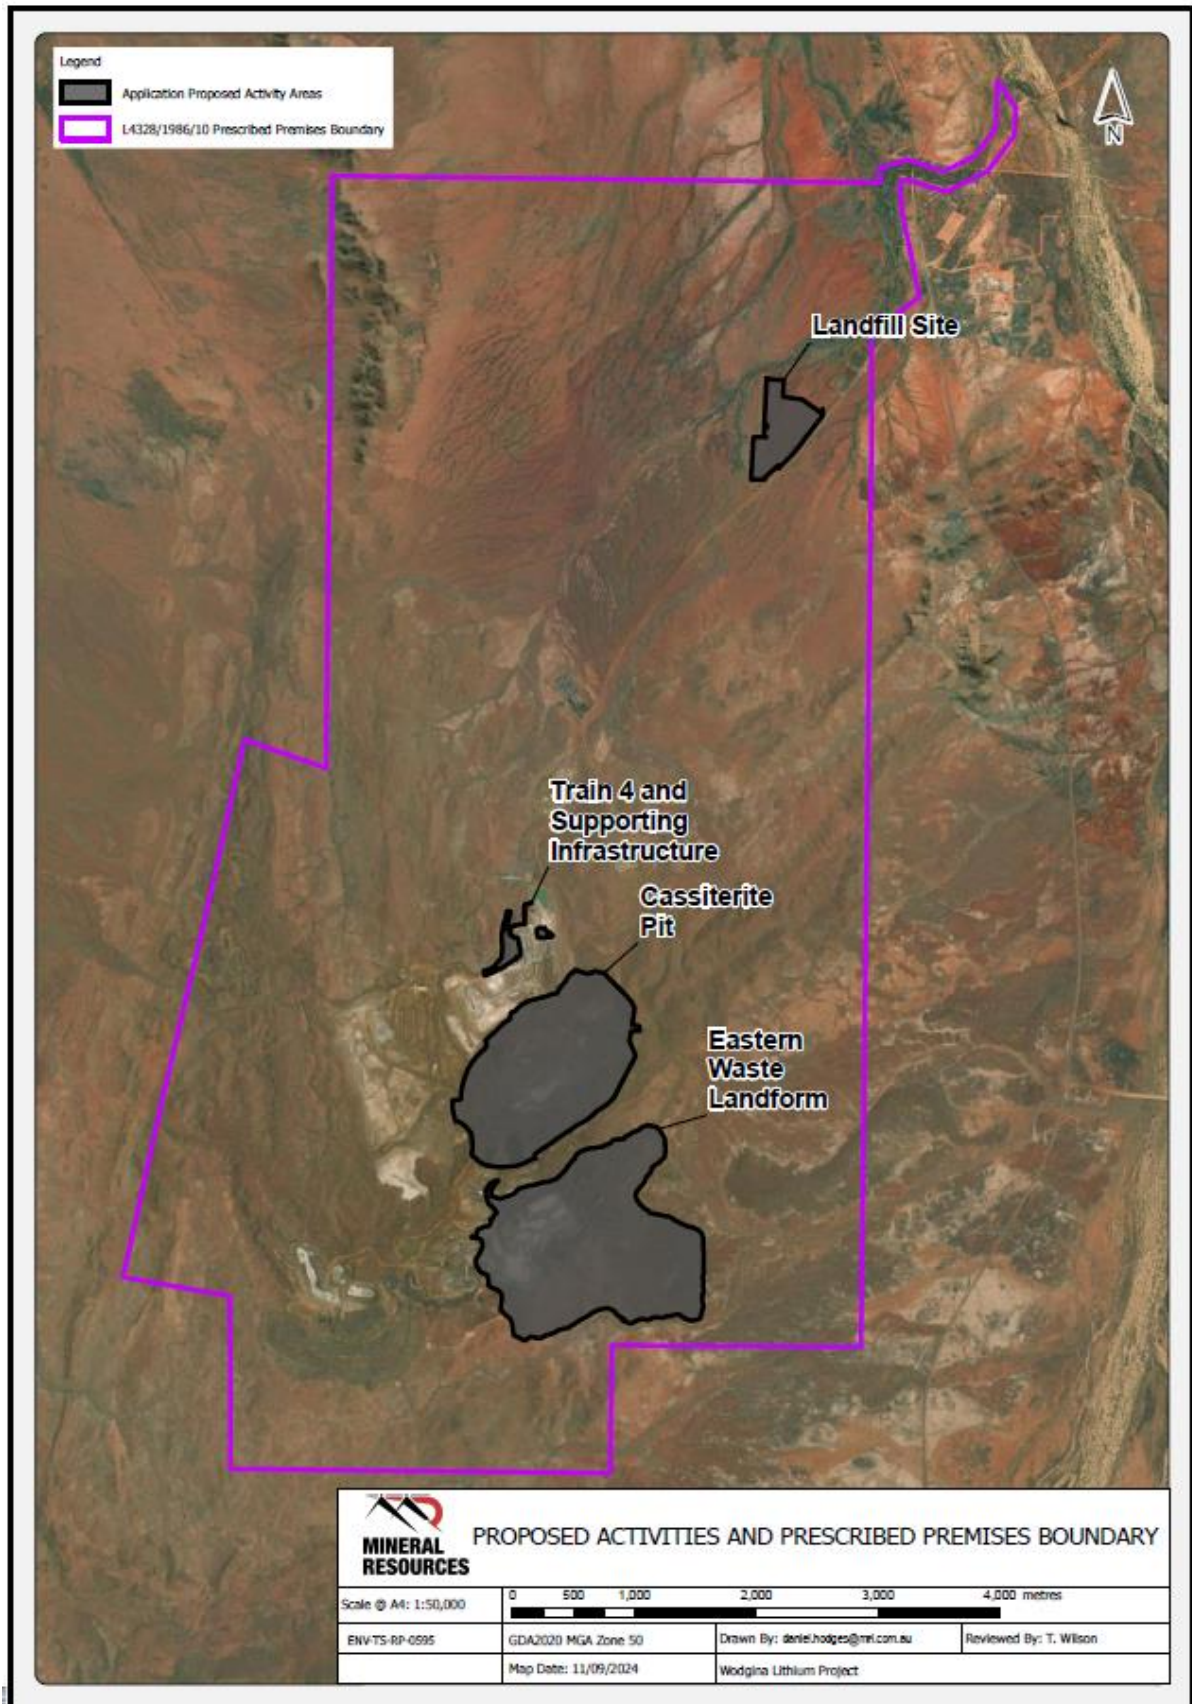 Legend
Application Proposed Activity Areas
L4328/1986/10 Prescribed Premises Boundary
N
Landfill Site
Train 4 and
Supporting
Infrastructure
Cassiterite
Pit
Eastern
Waste
Landform
MINERAL
RESOURCES
PROPOSED ACTIVITIES AND PRESCRIBED PREMISES BOUNDARY
Scale @ A4: 1:50,000
0 500 1,000 2,000 3,000 4,000 metres
ENV-TS-RP-0595
GDA2020 MGA Zone 50
Drawn By: daniel.hodges@mrl.com.au
Reviewed By: T. Wilson
Map Date: 11/09/2024
Wodgina Lithium Project